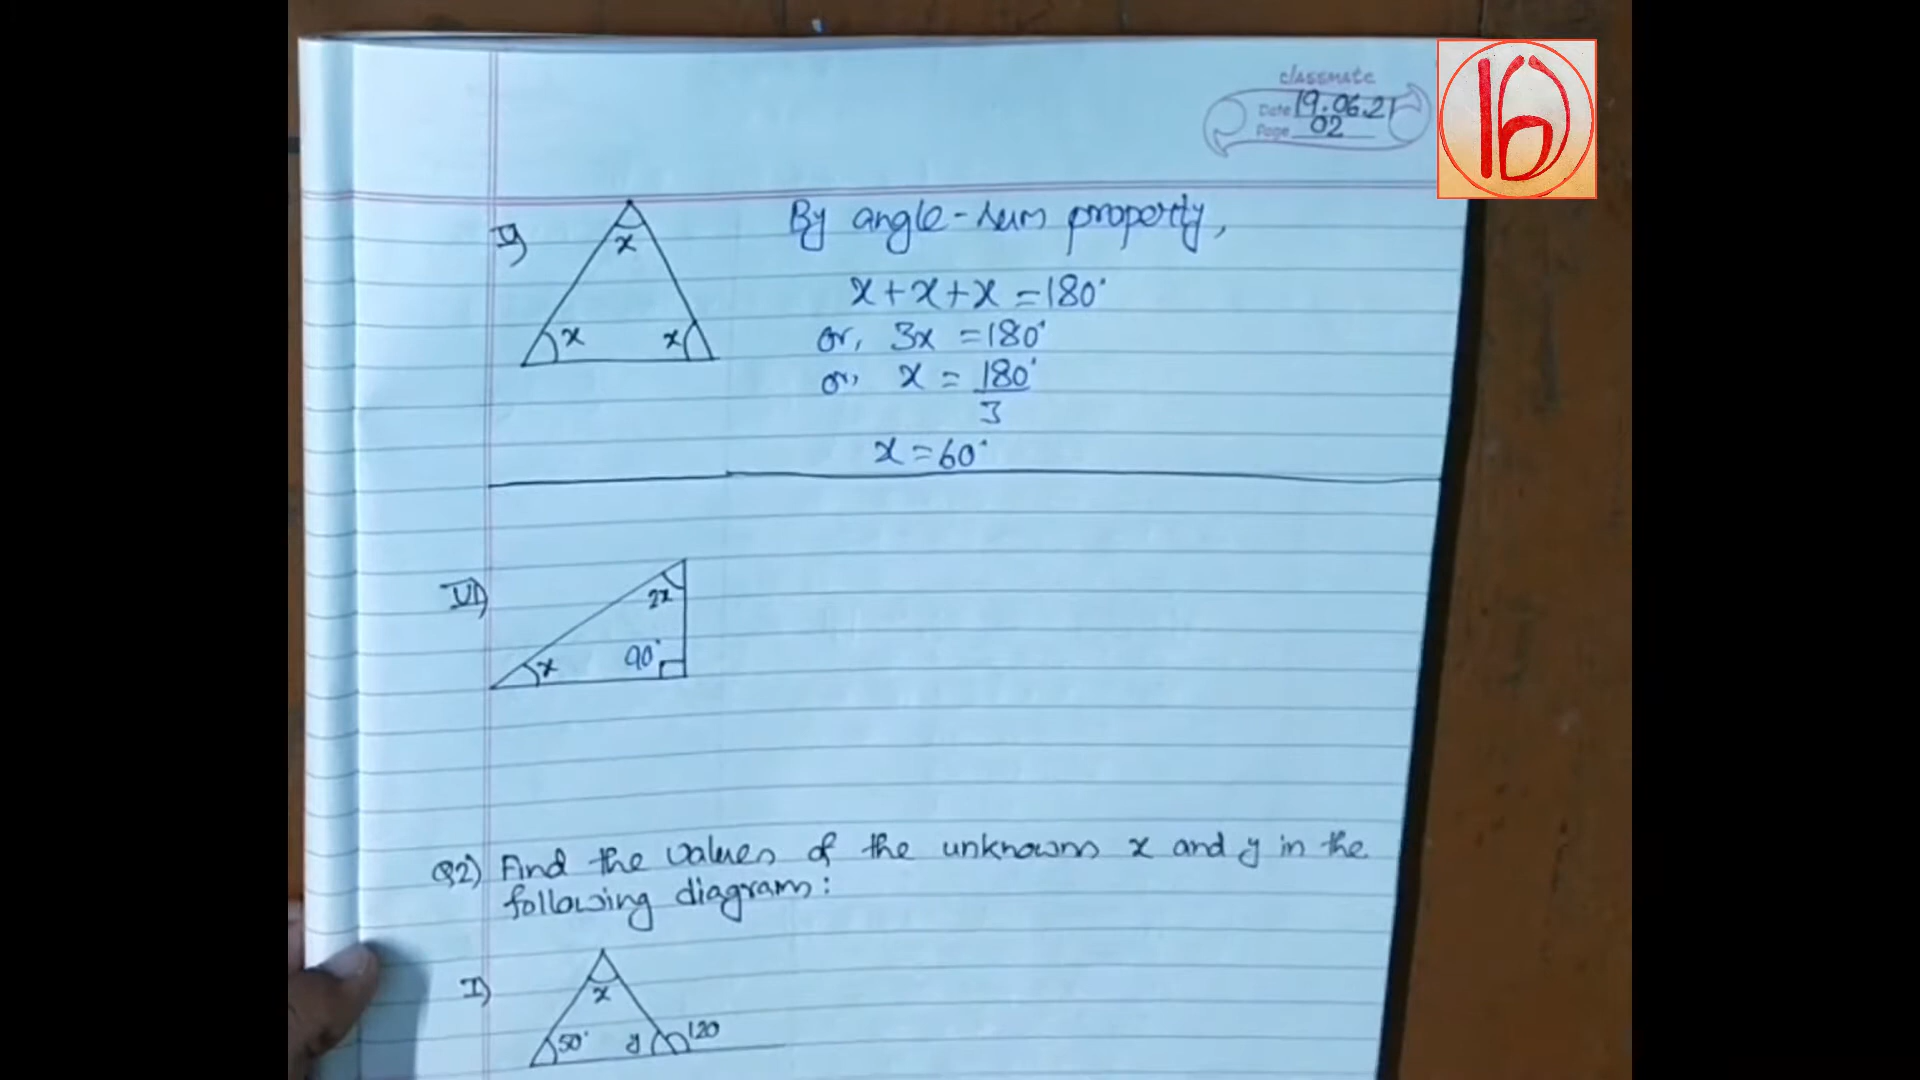 classmate
Date 19.06.21
Page 02
V)
x
x
x
By angle-sum property,
x+x+x=180°
or, 3x =180°
or, x = 180°
3
x=60°
VI)
2x
x
90°
Q2) Find the values of the unknowns x and y in the
following diagrams:
I)
x
50°
y
120